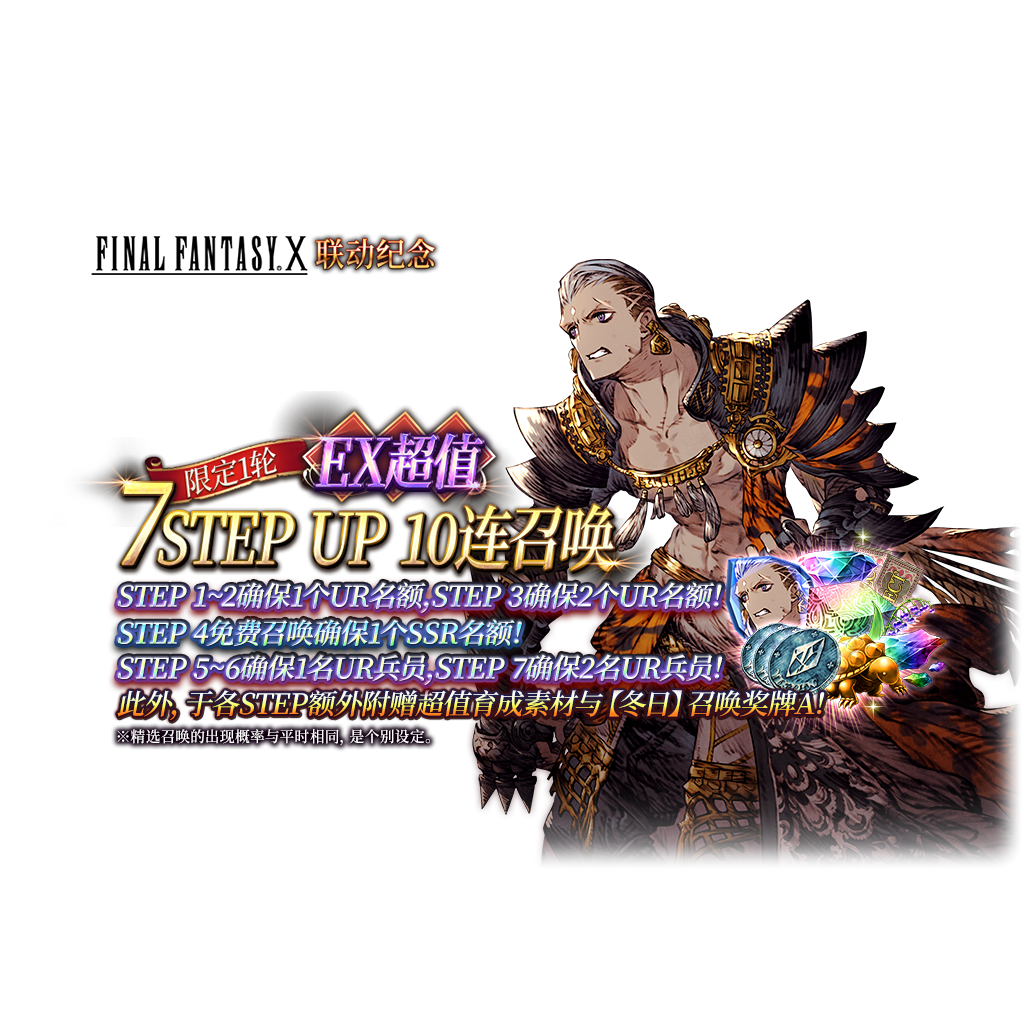 FINAL FANTASY® X 联动纪念
限定1轮 EX超值
7STEP UP 10连召唤
STEP 1~2确保1个UR名额,STEP 3确保2个UR名额!
STEP 4免费召唤确保1个SSR名额!
STEP 5~6确保1名UR兵员,STEP 7确保2名UR兵员!
此外, 于各STEP额外附赠超值育成素材与【冬日】召唤奖牌A!
※精选召唤的出现概率与平时相同, 是个别设定。